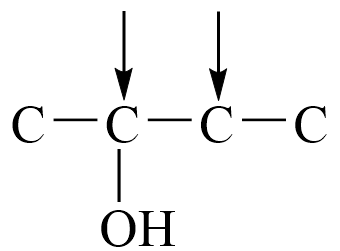 C — C — C — C
OH